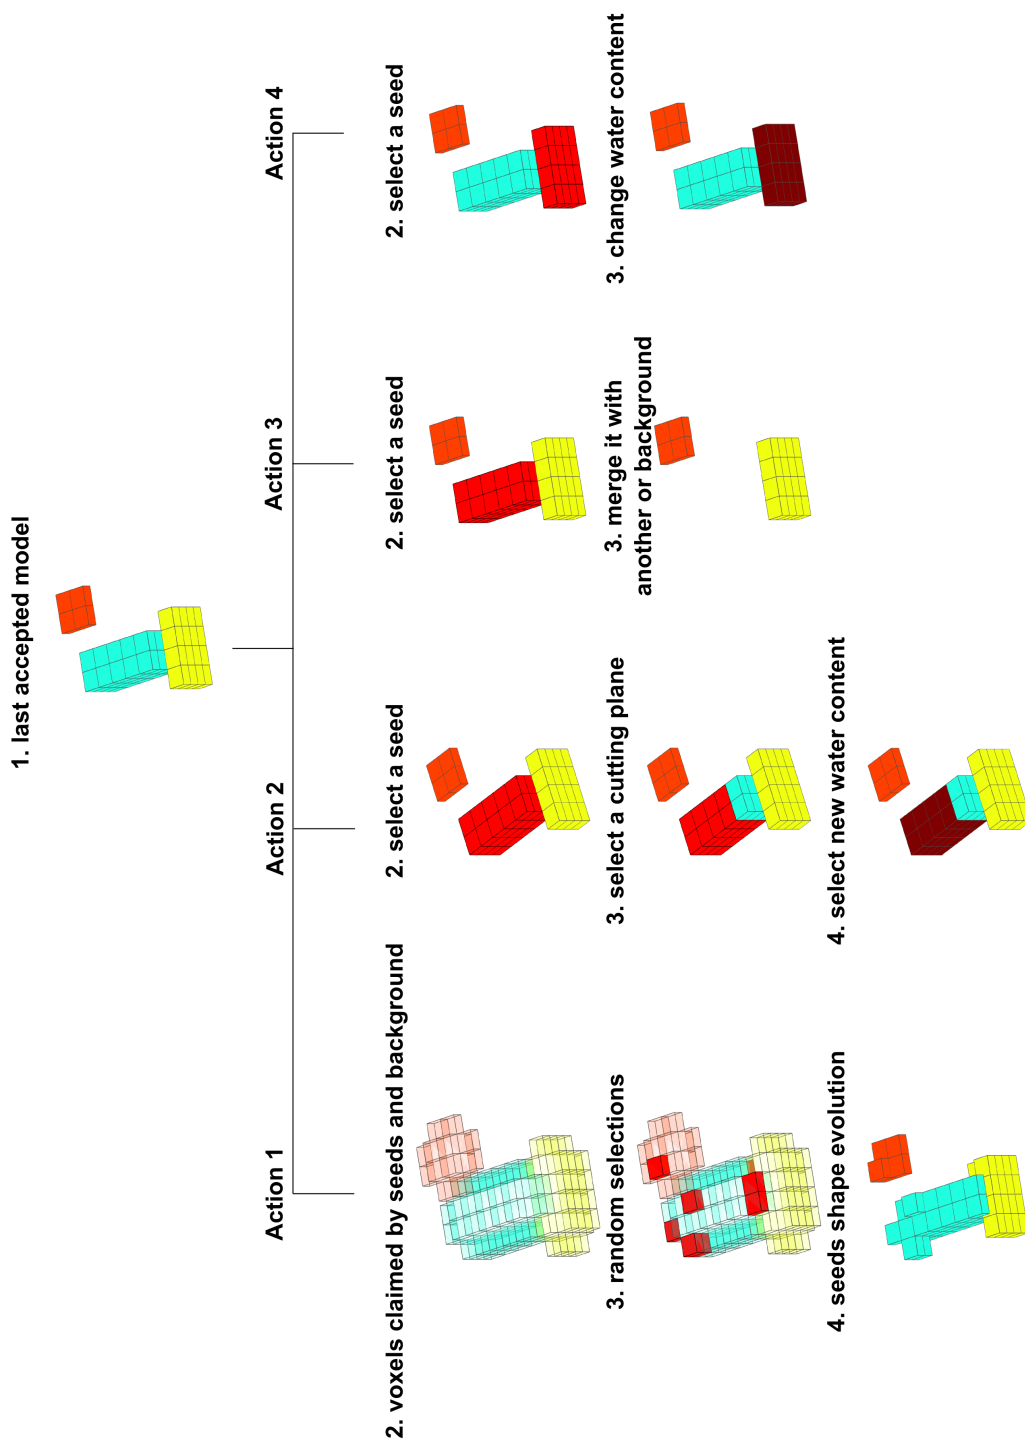 1. last accepted model
Action 1
Action 2
Action 3
Action 4
2. voxels claimed by seeds and background
2. select a seed
2. select a seed
2. select a seed
3. random selections
3. select a cutting plane
3. merge it with
another or background
3. change water content
4. seeds shape evolution
4. select new water content